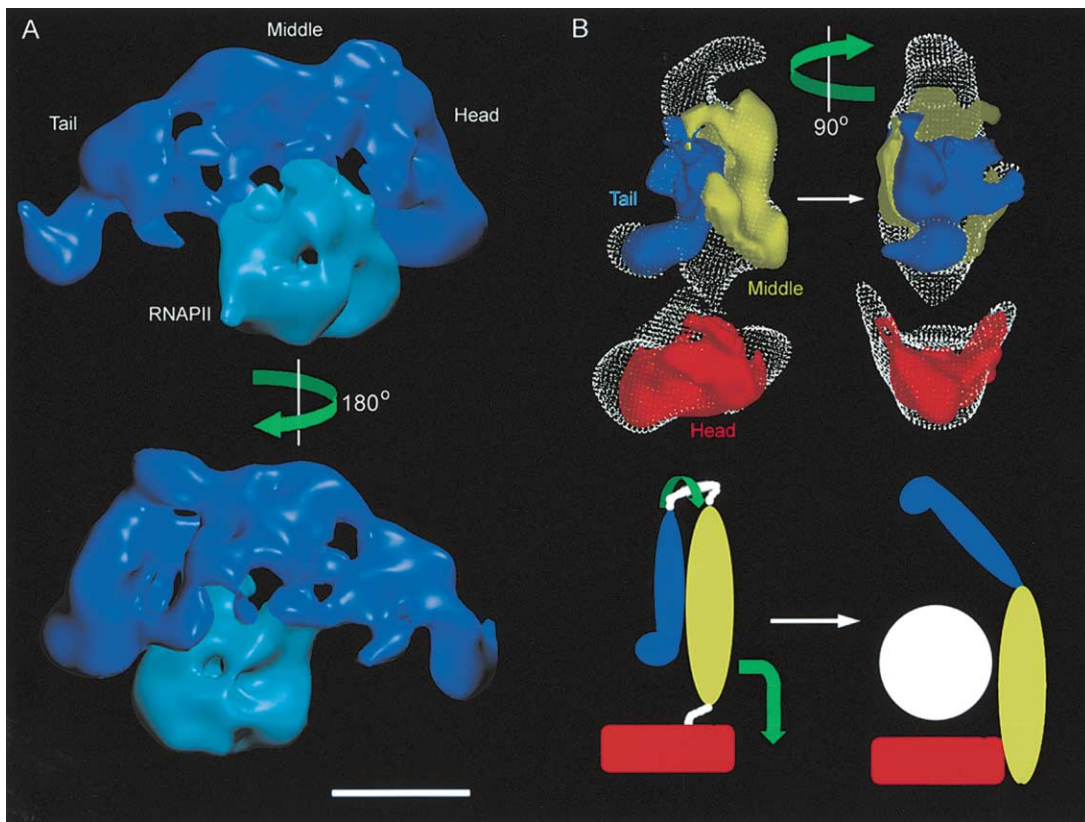 A
Middle
Tail
Head
RNAPII
180°
B
90°
Tail
Middle
Head